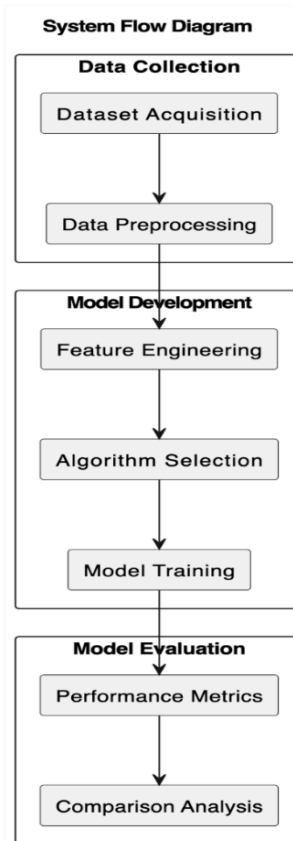 System Flow Diagram
Data Collection
Dataset Acquisition
Data Preprocessing
Model Development
Feature Engineering
Algorithm Selection
Model Training
Model Evaluation
Performance Metrics
Comparison Analysis